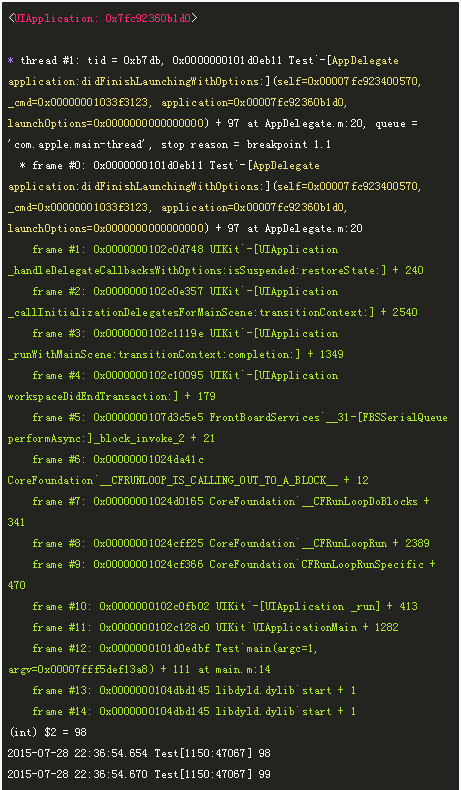 <UIApplication: 0x7fc92360b1d0>
* thread #1: tid = 0xb7db, 0x0000000101d0eb11 Test`-[AppDelegate
application:didFinishLaunchingWithOptions:](self=0x00007fc923400570,
_cmd=0x00000001033f3123, application=0x00007fc92360b1d0,
launchOptions=0x0000000000000000) + 97 at AppDelegate.m:20, queue =
'com.apple.main-thread', stop reason = breakpoint 1.1
* frame #0: 0x0000000101d0eb11 Test`-[AppDelegate
application:didFinishLaunchingWithOptions:](self=0x00007fc923400570,
_cmd=0x00000001033f3123, application=0x00007fc92360b1d0,
launchOptions=0x0000000000000000) + 97 at AppDelegate.m:20
frame #1: 0x0000000102c0d748 UIKit`-[UIApplication
_handleDelegateCallbacksWithOptions:isSuspended:restoreState:] + 240
frame #2: 0x0000000102c0e357 UIKit`-[UIApplication
_callInitializationDelegatesForMainScene:transitionContext:] + 2540
frame #3: 0x0000000102c1119e UIKit`-[UIApplication
_runWithMainScene:transitionContext:completion:] + 1349
frame #4: 0x0000000102c10095 UIKit`-[UIApplication
workspaceDidEndTransaction:] + 179
frame #5: 0x0000000107d3c5e5 FrontBoardServices`__31-[FBSSerialQueue
performAsync:]_block_invoke_2 + 21
frame #6: 0x00000001024da41c
CoreFoundation`__CFRUNLOOP_IS_CALLING_OUT_TO_A_BLOCK__ + 12
frame #7: 0x00000001024d0165 CoreFoundation`__CFRunLoopDoBlocks +
341
frame #8: 0x00000001024cff25 CoreFoundation`__CFRunLoopRun + 2389
frame #9: 0x00000001024cf366 CoreFoundation`CFRunLoopRunSpecific +
470
frame #10: 0x0000000102c0fb02 UIKit`-[UIApplication _run] + 413
frame #11: 0x0000000102c128c0 UIKit`UIApplicationMain + 1282
frame #12: 0x0000000101d0edbf Test`main(argc=1,
argv=0x00007fff5def13a8) + 111 at main.m:14
frame #13: 0x0000000104dbd145 libdyld.dylib`start + 1
frame #14: 0x0000000104dbd145 libdyld.dylib`start + 1
(int) $2 = 98
2015-07-28 22:36:54.654 Test[1150:47067] 98
2015-07-28 22:36:54.670 Test[1150:47067] 99